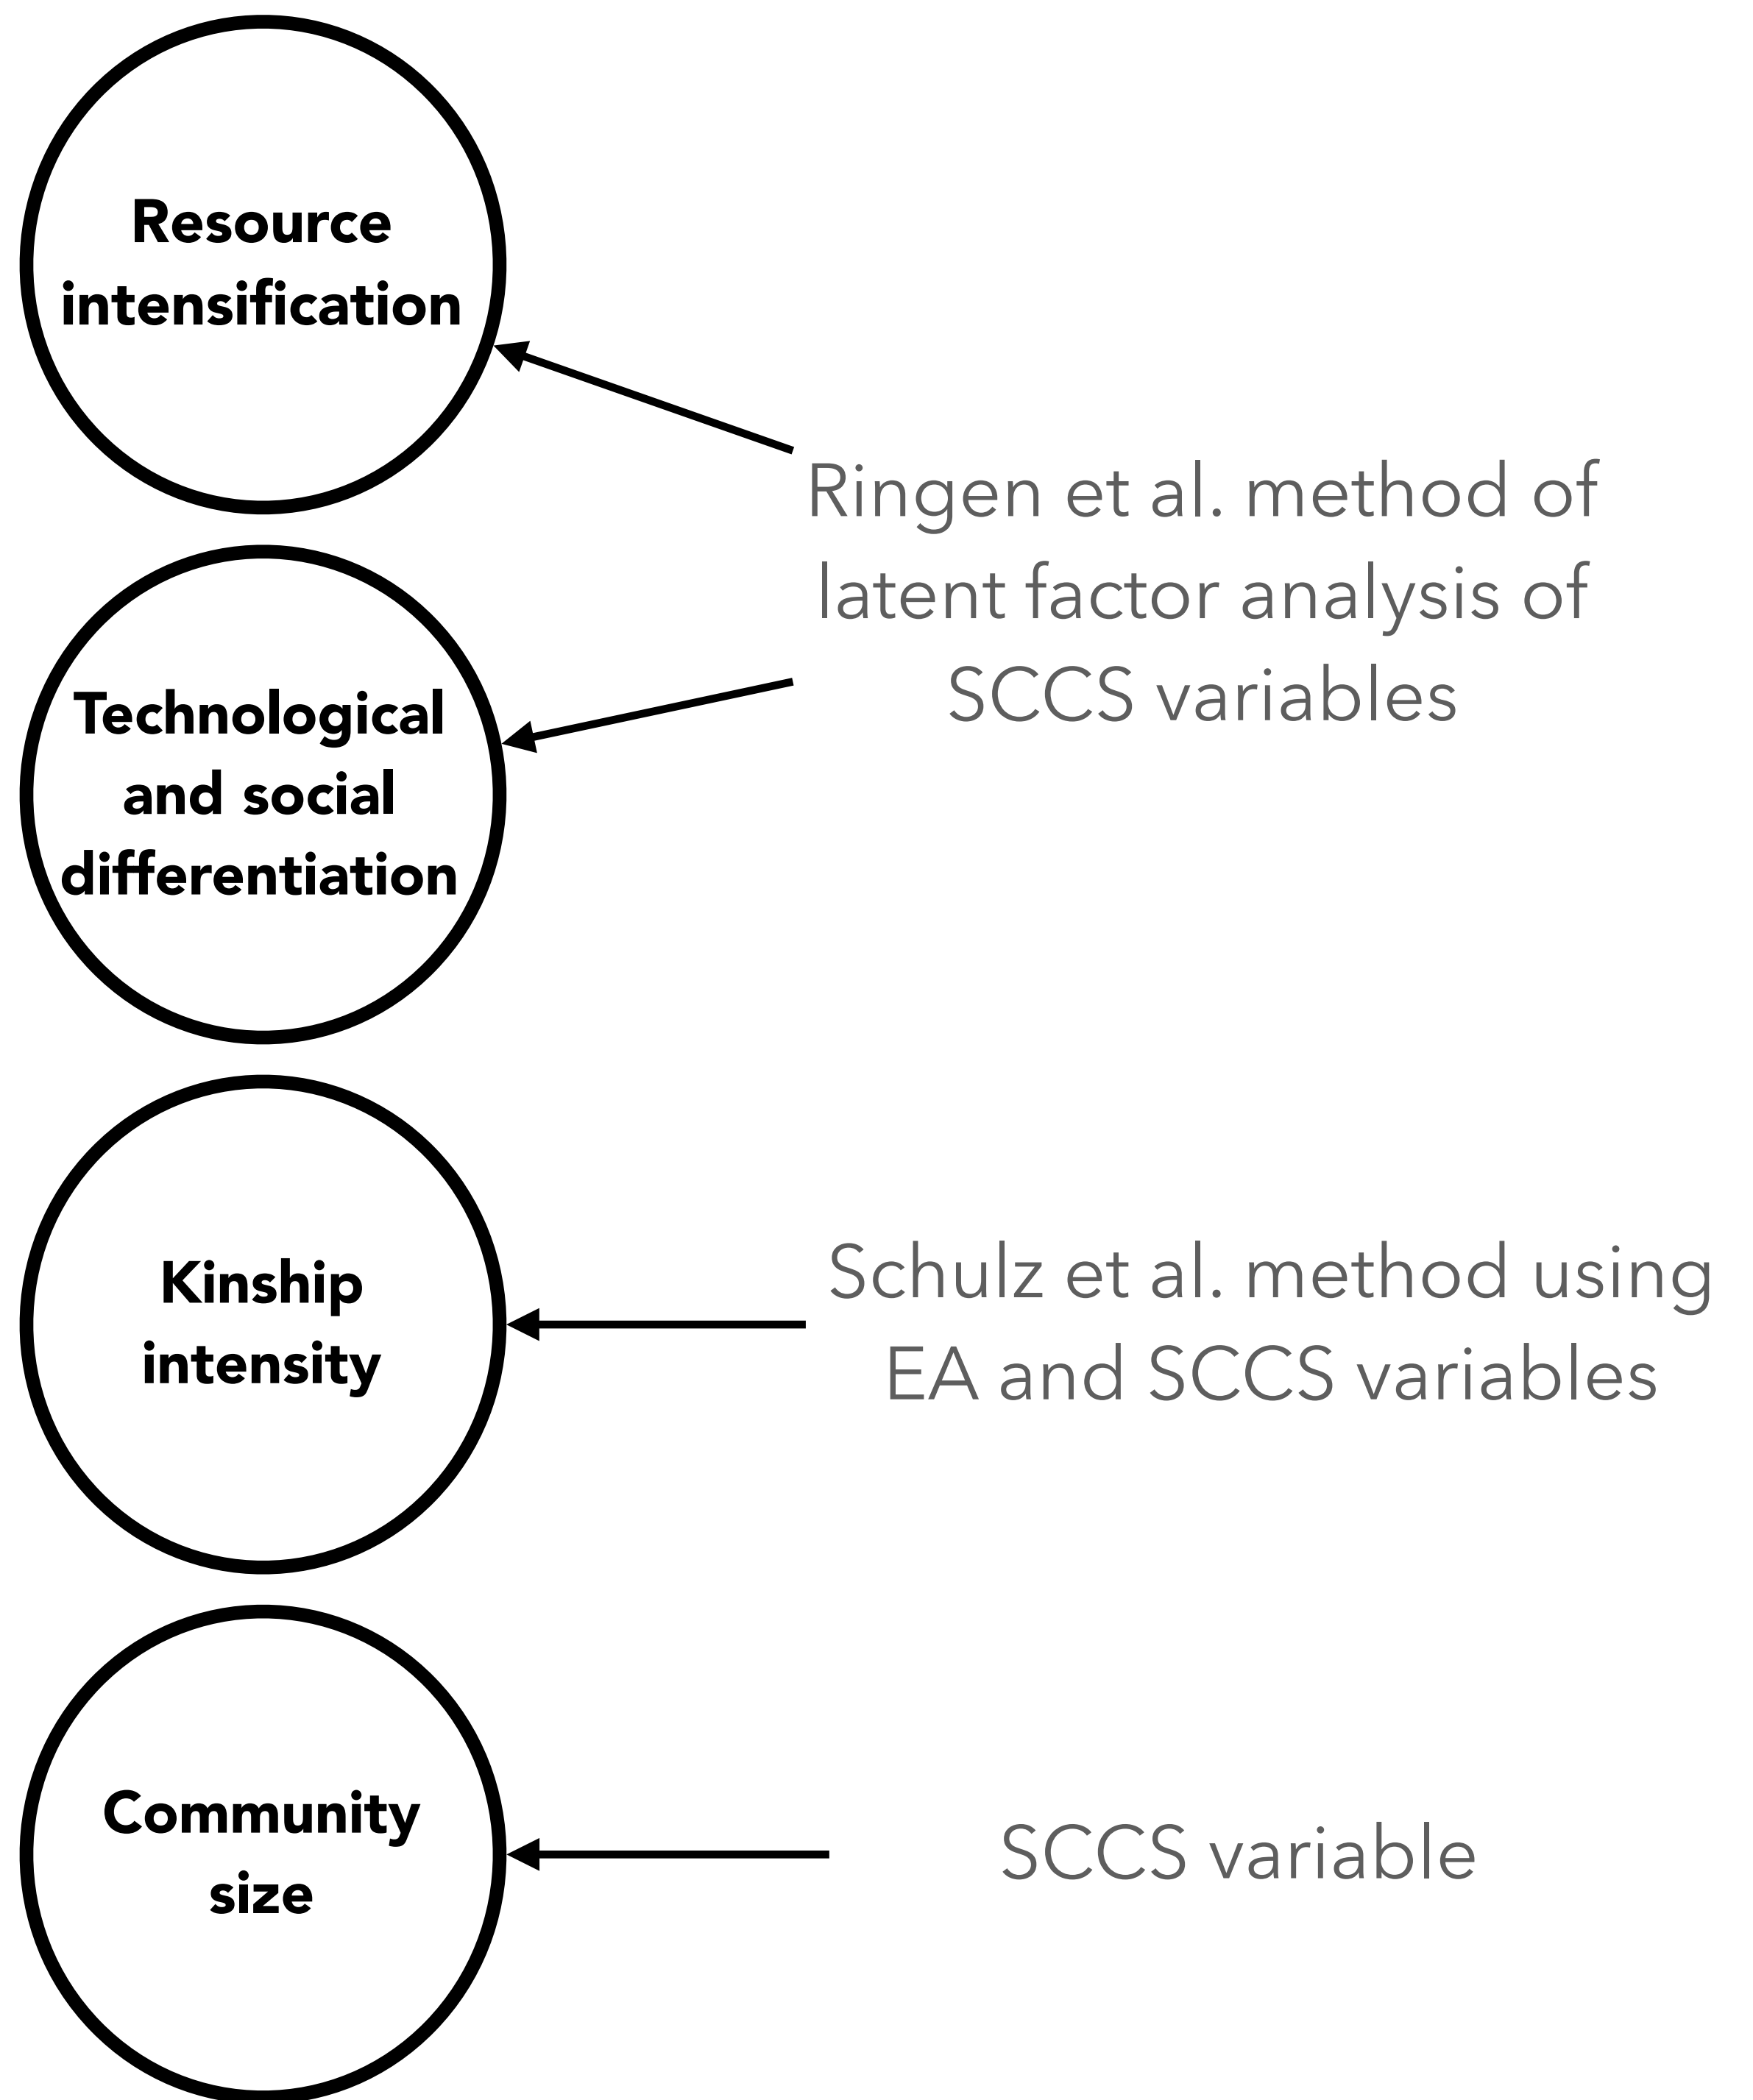 Resource
intensification
Ringen et al. method of
latent factor analysis of
SCCS variables
Technological
and social
differentiation
Kinship
intensity
Schulz et al. method using
EA and SCCS variables
Community
size
SCCS variable